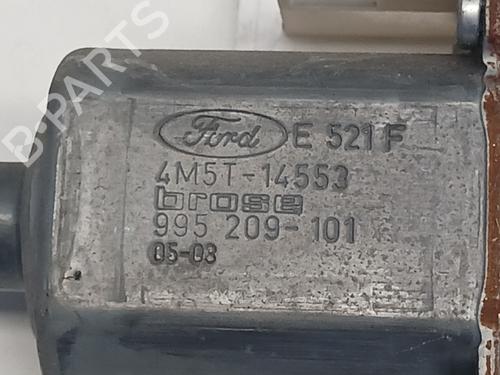 Ford E 521 F
4M5T-14553
brose
995 209-101
05-08
B-PARTS